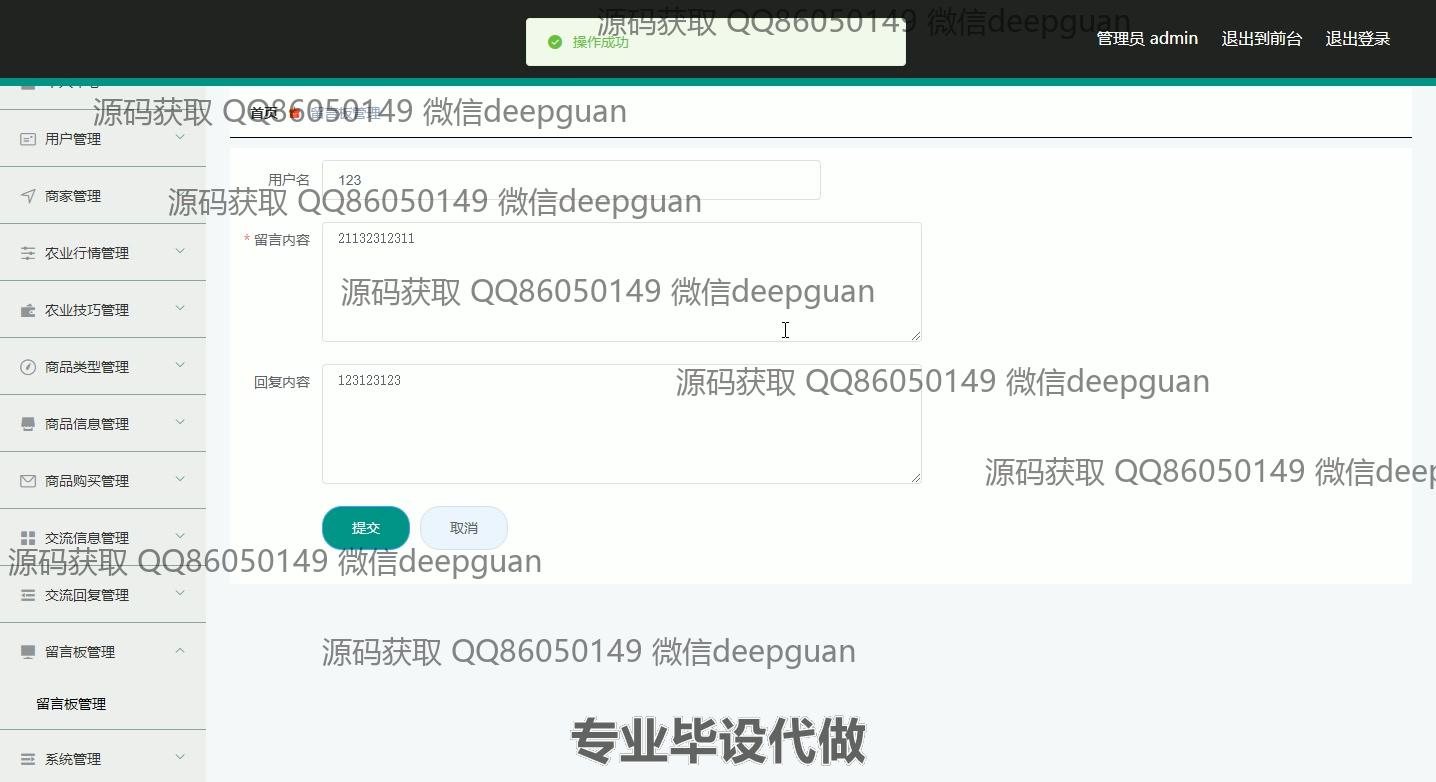 源码获取 QQ86050149 微信deepguan
操作成功
管理员 admin 退出到前台 退出登录
个人中心
源码获取 QQ86050149 微信deepguan
首页 留言板管理
用户管理
用户名 123
商家管理
源码获取 QQ86050149 微信deepguan
* 留言内容 21132312311
农业行情管理
源码获取 QQ86050149 微信deepguan
农业技巧管理
商品类型管理
回复内容 123123123
源码获取 QQ86050149 微信deepguan
商品信息管理
源码获取 QQ86050149 微信deep
商品购买管理
提交 取消
交流信息管理
源码获取 QQ86050149 微信deepguan
交流回复管理
留言板管理
源码获取 QQ86050149 微信deepguan
留言板管理
专业毕设代做
系统管理